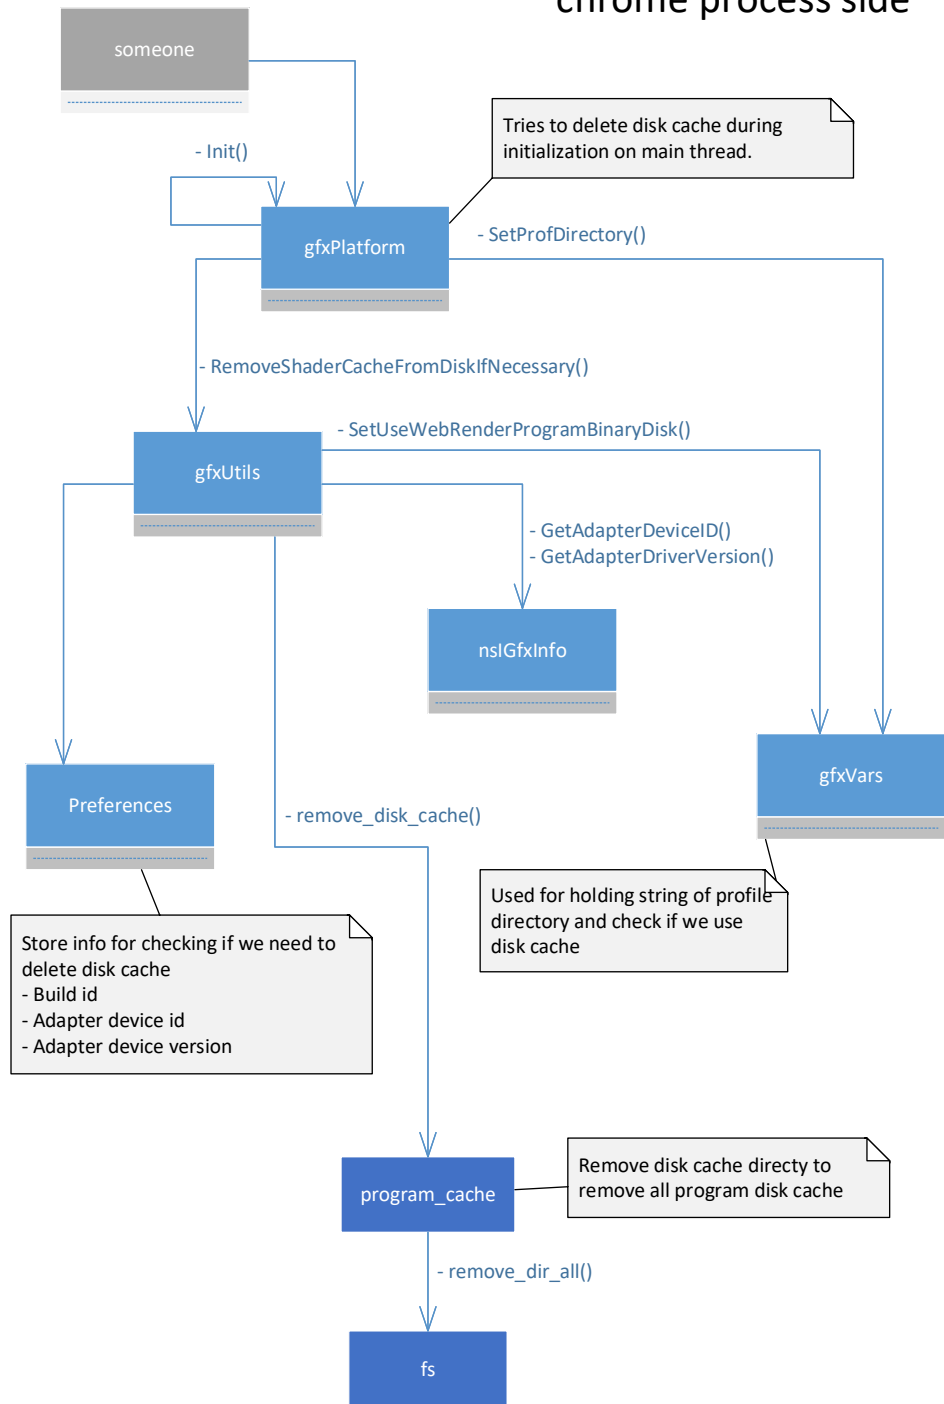 chrome process side
someone
Tries to delete disk cache during
initialization on main thread.
- Init()
gfxPlatform
- SetProfDirectory()
- RemoveShaderCacheFromDiskIfNecessary()
- SetUseWebRenderProgramBinaryDisk()
gfxUtils
- GetAdapterDeviceID()
- GetAdapterDriverVersion()
nsIGfxInfo
gfxVars
Preferences
- remove_disk_cache()
Used for holding string of profile
directory and check if we use
disk cache
Store info for checking if we need to
delete disk cache
- Build id
- Adapter device id
- Adapter device version
Remove disk cache directy to
remove all program disk cache
program_cache
- remove_dir_all()
fs